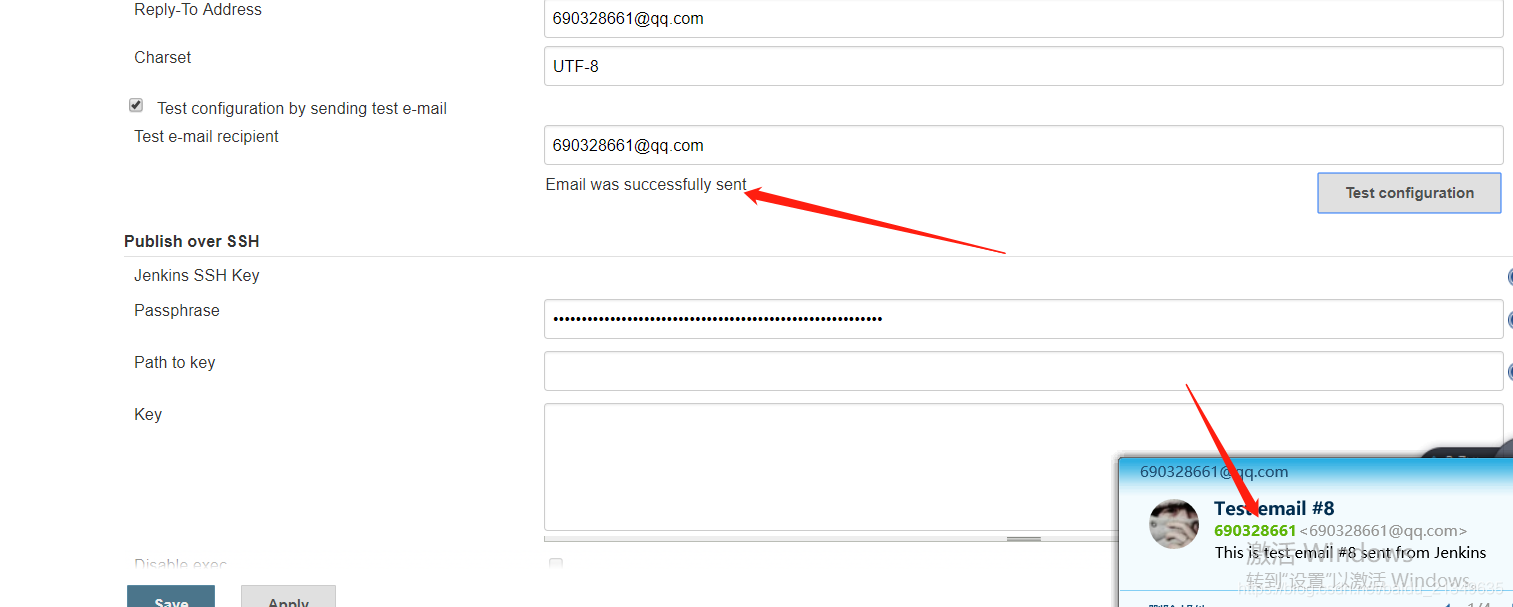 Reply-To Address
690328661@qq.com
Charset
UTF-8
Test configuration by sending test e-mail
Test e-mail recipient
690328661@qq.com
Email was successfully sent
Test configuration
Publish over SSH
Jenkins SSH Key
Passphrase
Path to key
Key
Disable exec
Save
Apply
690328661@qq.com
Test email #8
690328661 <690328661@qq.com>
This is test email #8 sent from Jenkins
激活 Windows
转到“设置”以激活 Windows。
1/4